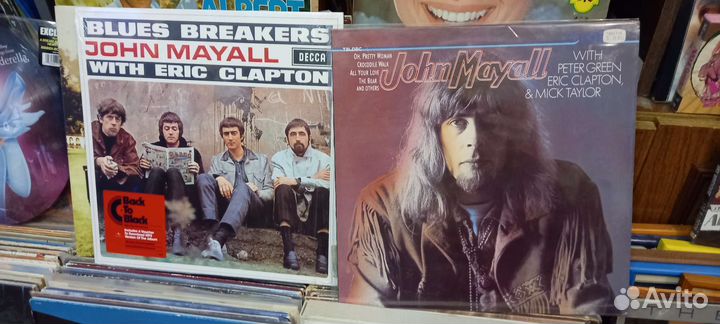 BLUES BREAKERS
JOHN MAYALL
DECCA
WITH ERIC CLAPTON
Back
To
Black
OH, PRETTY WOMAN
CROCODILE WALK
ALL YOUR LOVE
THE BEAR
AND OTHERS
John Mayall
WITH
PETER GREEN
ERIC CLAPTON,
& MICK TAYLOR
ALBERT
Avito